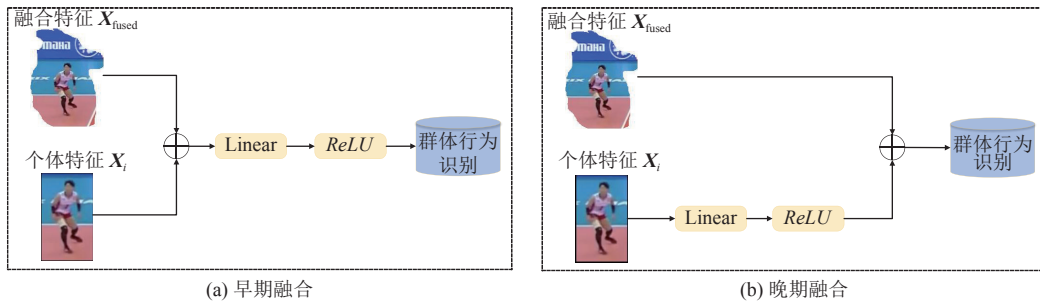 融合特征 X_fused
maha
个体特征 X_i
Linear
ReLU
群体行为
识别
(a) 早期融合
融合特征 X_fused
maha
个体特征 X_i
Linear
ReLU
群体行为
识别
(b) 晚期融合